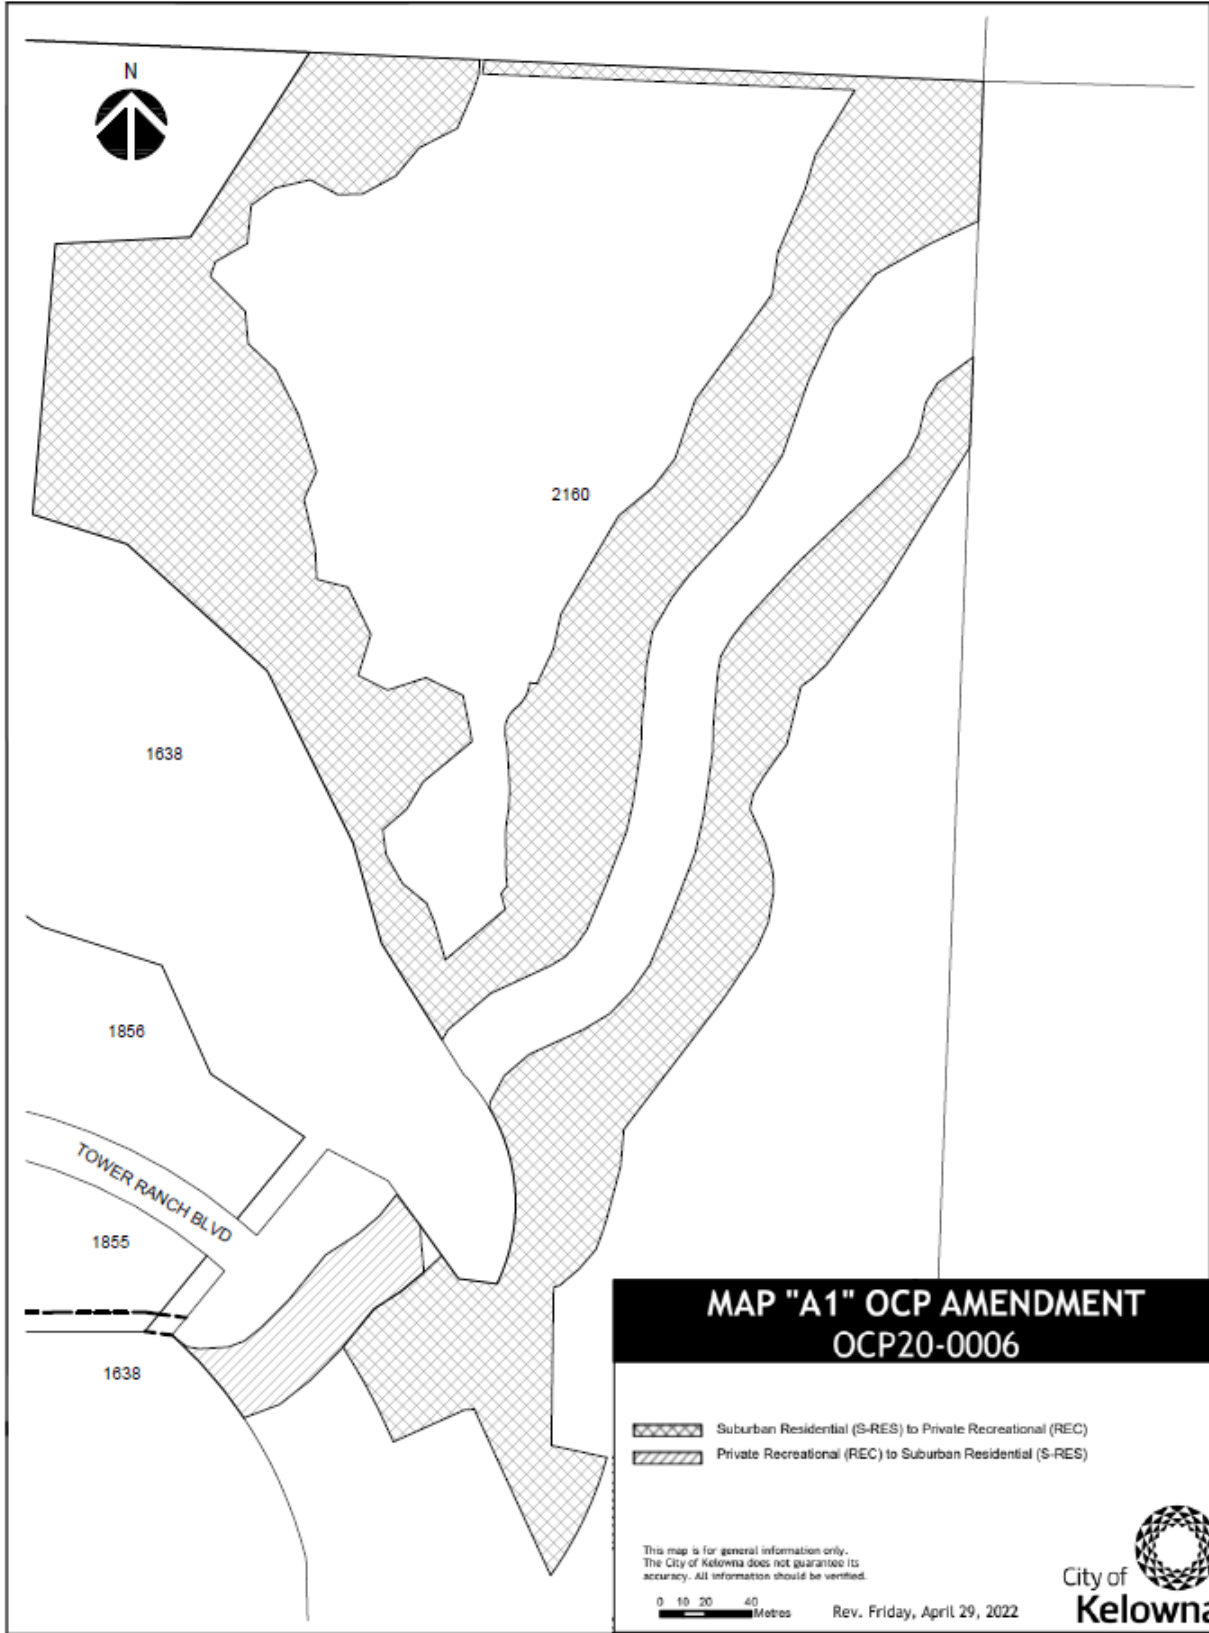 N
2160
1638
1856
TOWER RANCH BLVD
1855
1638
MAP "A1" OCP AMENDMENT
OCP20-0006
Suburban Residential (S-RES) to Private Recreational (REC)
Private Recreational (REC) to Suburban Residential (S-RES)
This map is for general information only.
The City of Kelowna does not guarantee its
accuracy. All information should be verified.
0 10 20 40
Metres
Rev. Friday, April 29, 2022
City of
Kelowna